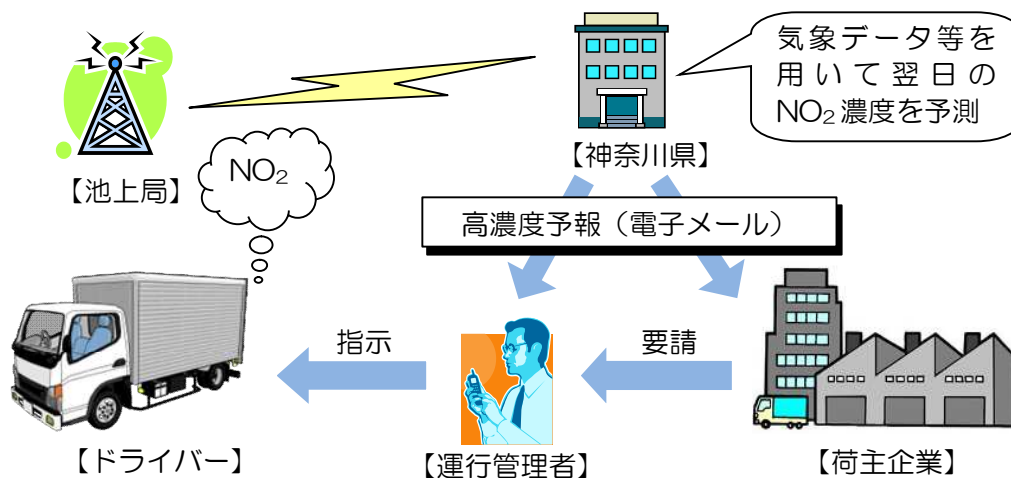 気象データ等を
用いて翌日の
NO₂濃度を予測
【池上局】
【神奈川県】
NO₂
高濃度予報（電子メール）
指示
要請
【ドライバー】
【運行管理者】
【荷主企業】